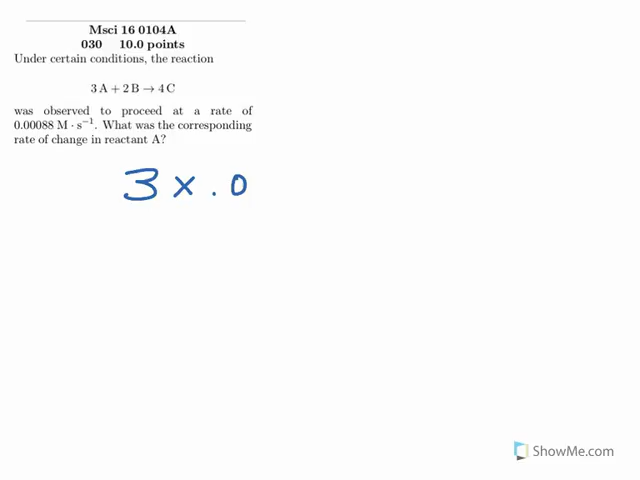 Msci 16 0104A
030 10.0 points
Under certain conditions, the reaction
3 A + 2 B → 4 C
was observed to proceed at a rate of
0.00088 M · s⁻¹. What was the corresponding
rate of change in reactant A?
3 × .0
ShowMe.com